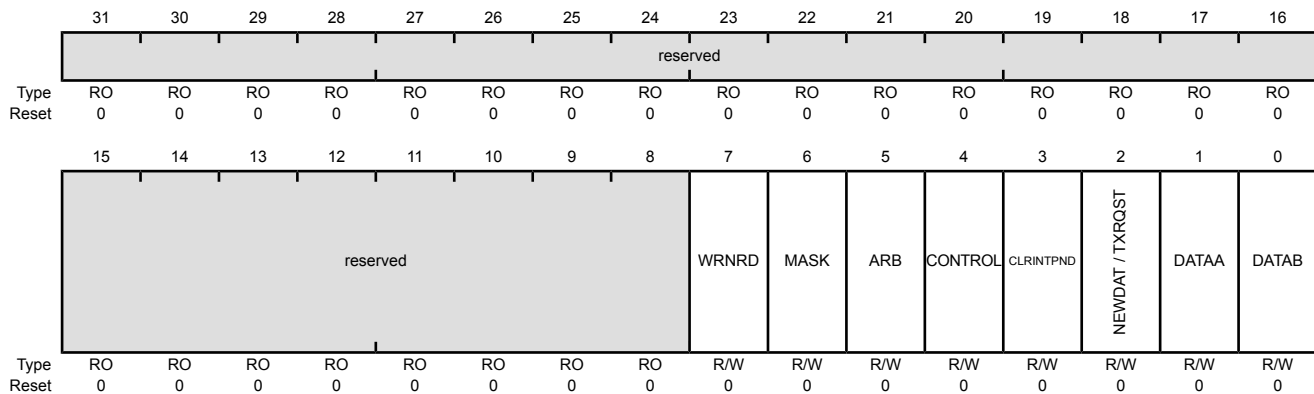 31 30 29 28 27 26 25 24 23 22 21 20 19 18 17 16
reserved
Type RO RO RO RO RO RO RO RO RO RO RO RO RO RO RO RO
Reset 0 0 0 0 0 0 0 0 0 0 0 0 0 0 0 0
15 14 13 12 11 10 9 8 7 6 5 4 3 2 1 0
reserved WRNRD MASK ARB CONTROL CLRINTPND NEWDAT / TXRQST DATAA DATAB
Type RO RO RO RO RO RO RO RO R/W R/W R/W R/W R/W R/W R/W R/W
Reset 0 0 0 0 0 0 0 0 0 0 0 0 0 0 0 0